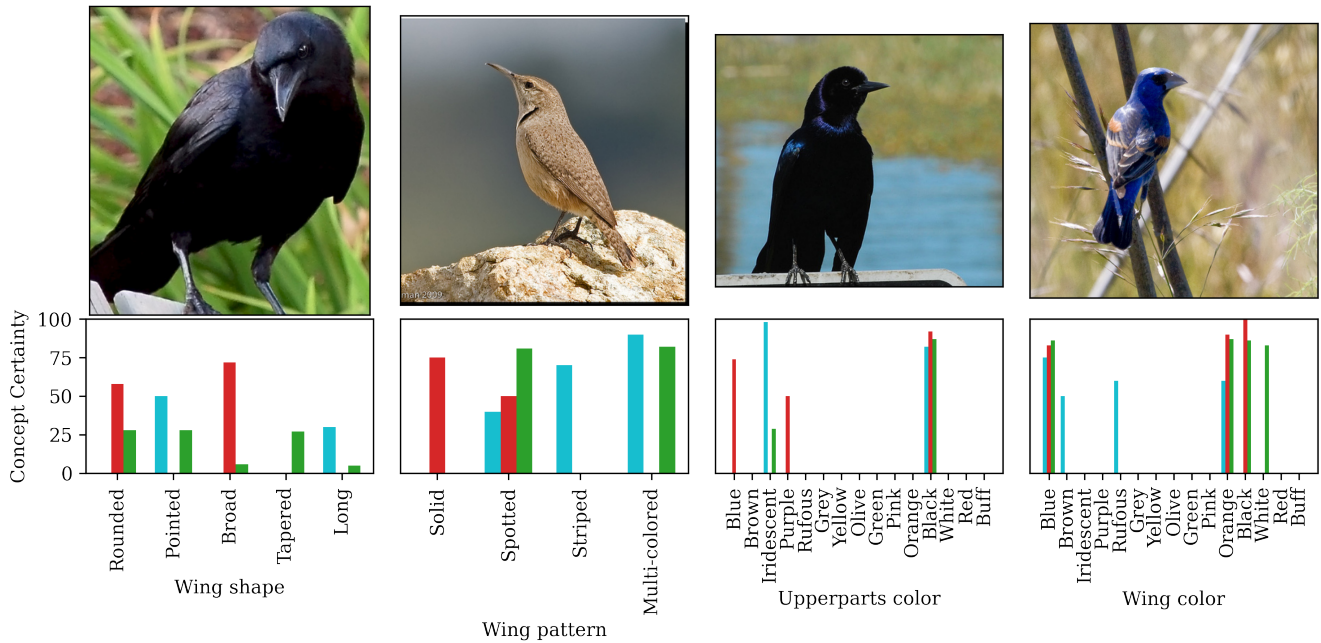 mah 2009
Concept Certainty
100
75
50
25
0
Rounded
Pointed
Broad
Tapered
Long
Wing shape
Solid
Spotted
Striped
Multi-colored
Wing pattern
Blue
Brown
Iridescent
Purple
Rufous
Grey
Yellow
Olive
Green
Pink
Orange
Black
White
Red
Buff
Upperparts color
Blue
Brown
Iridescent
Purple
Rufous
Grey
Yellow
Olive
Green
Pink
Orange
Black
White
Red
Buff
Wing color